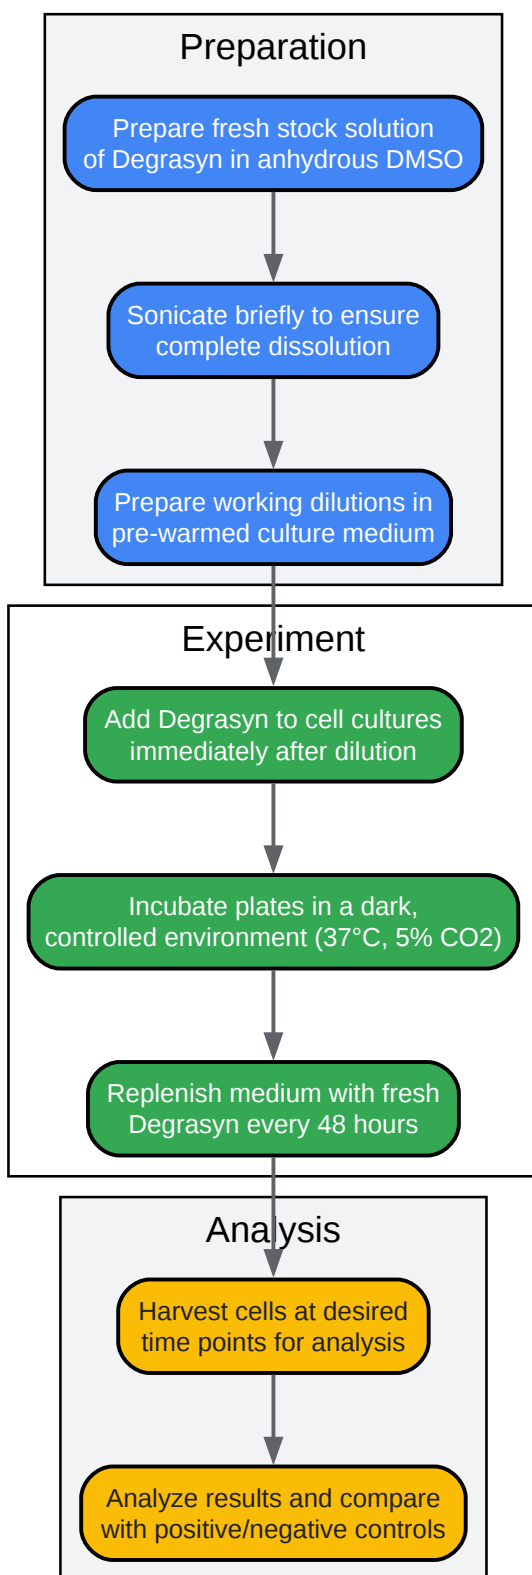 Preparation
Prepare fresh stock solution
of Degrasyn in anhydrous DMSO
Sonicate briefly to ensure
complete dissolution
Prepare working dilutions in
pre-warmed culture medium
Experiment
Add Degrasyn to cell cultures
immediately after dilution
Incubate plates in a dark,
controlled environment (37°C, 5% CO2)
Replenish medium with fresh
Degrasyn every 48 hours
Analysis
Harvest cells at desired
time points for analysis
Analyze results and compare
with positive/negative controls